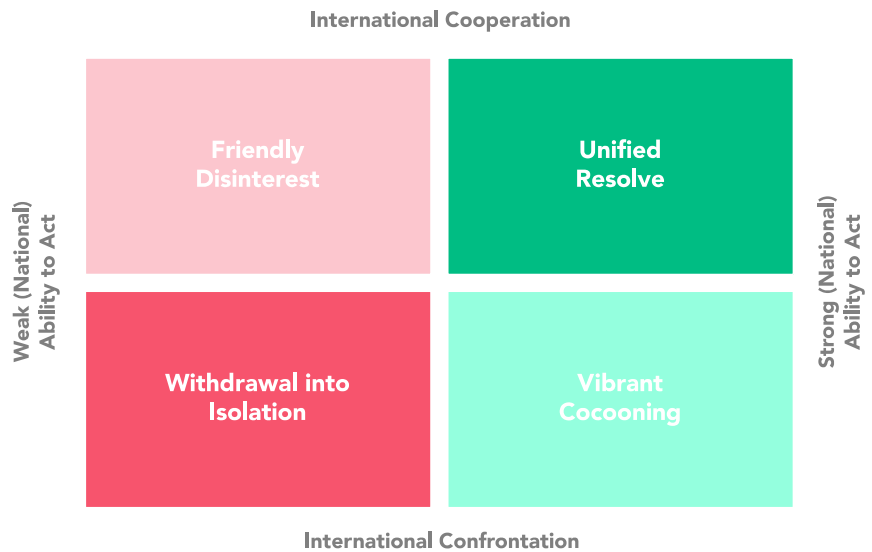 International Cooperation
Weak (National)
Ability to Act
Friendly
Disinterest
Unified
Resolve
Strong (National)
Ability to Act
Withdrawal into
Isolation
Vibrant
Cocooning
International Confrontation